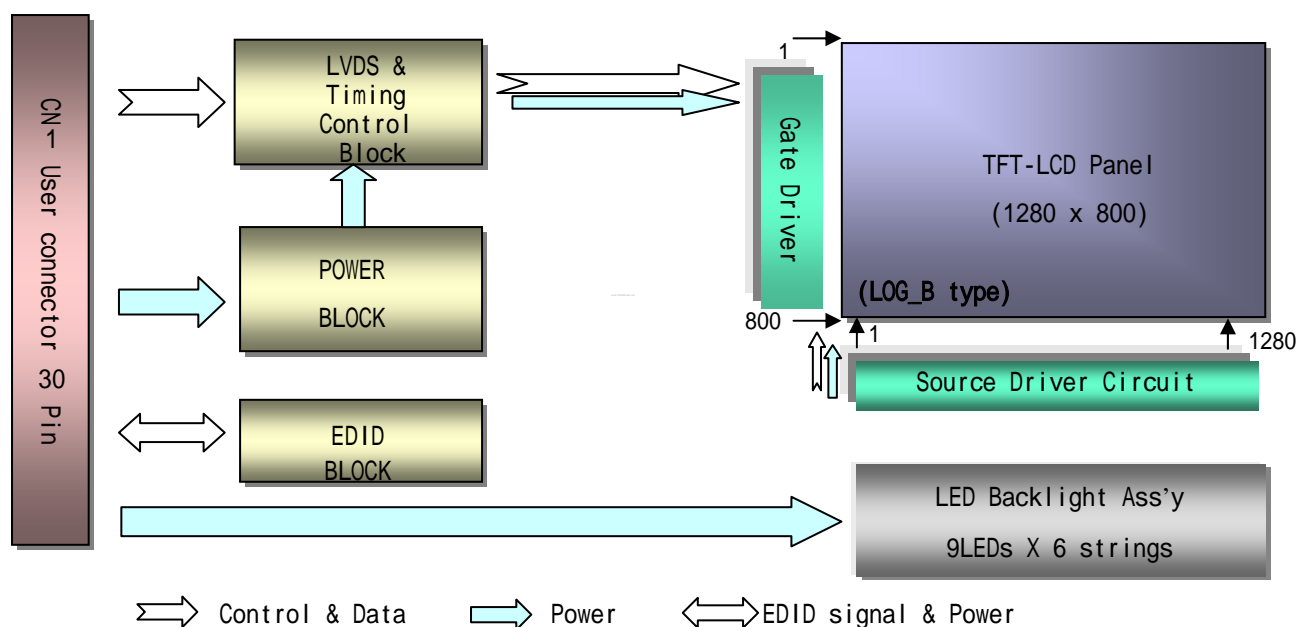 CN-1 User connector 30 Pin
LVDS &
Timing
Control
Block
POWER
BLOCK
EDID
BLOCK
1
Gate Driver
800
TFT-LCD Panel
(1280 x 800)
(LOG_B type)
1
1280
Source Driver Circuit
LED Backlight Ass’y
9LEDs X 6 strings
Control & Data
Power
EDID signal & Power